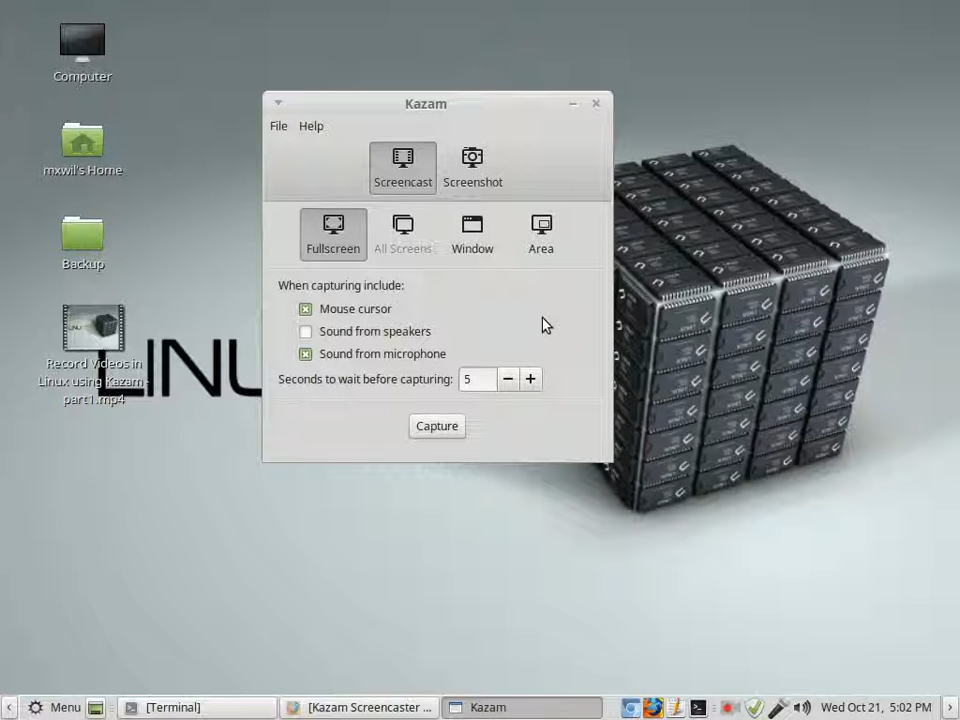 Computer
mxwil's Home
Backup
Record Videos in
Linux using Kazam -
part1.mp4
LINU
Kazam
File Help
Screencast Screenshot
Fullscreen All Screens Window Area
When capturing include:
Mouse cursor
Sound from speakers
Sound from microphone
Seconds to wait before capturing: 5
Capture
Menu [Terminal] [Kazam Screencaster ... Kazam Wed Oct 21, 5:02 PM